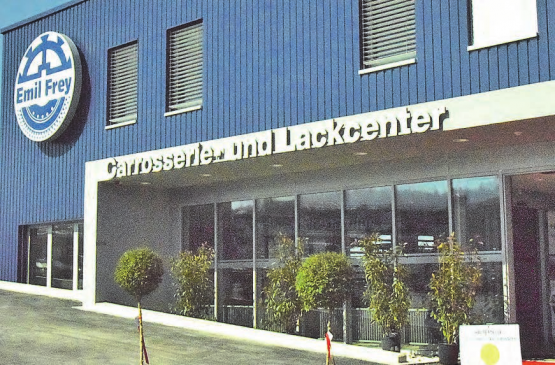 Emil Frey
Carrosserie- und Lackcenter